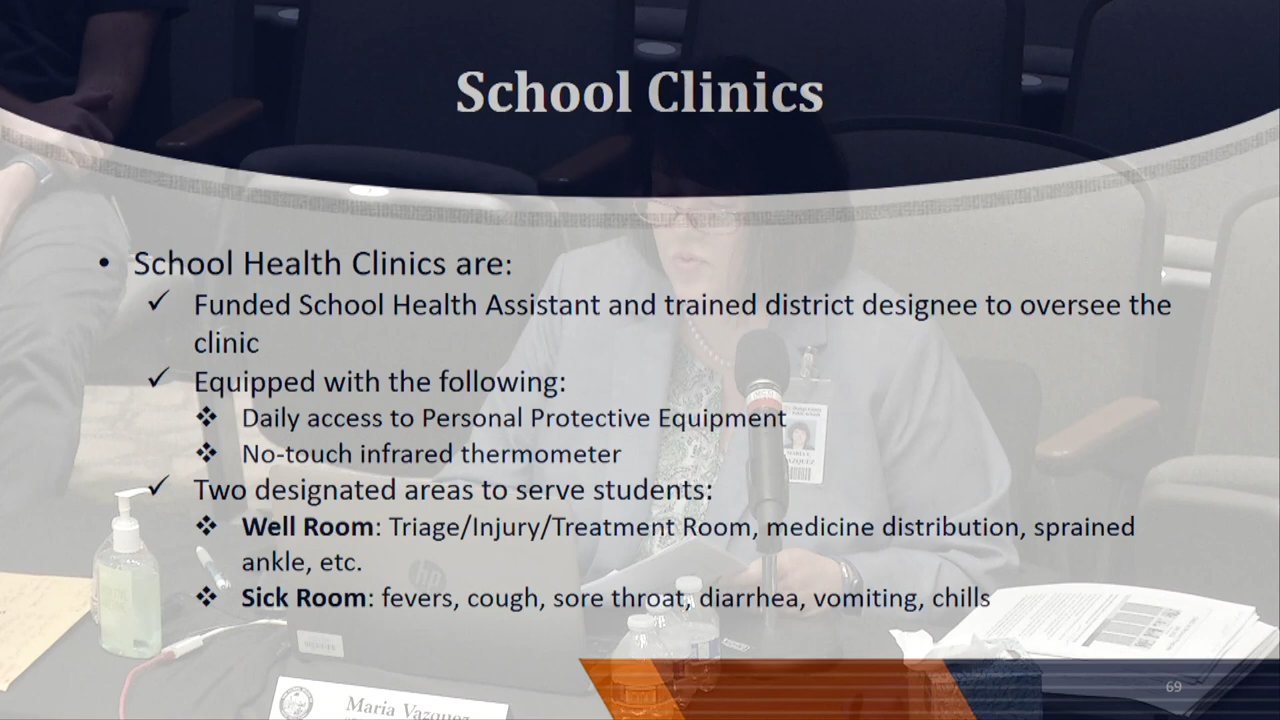 School Clinics
• School Health Clinics are:
✓ Funded School Health Assistant and trained district designee to oversee the
clinic
✓ Equipped with the following:
❖ Daily access to Personal Protective Equipment
❖ No-touch infrared thermometer
✓ Two designated areas to serve students:
❖ Well Room: Triage/Injury/Treatment Room, medicine distribution, sprained
ankle, etc.
❖ Sick Room: fevers, cough, sore throat, diarrhea, vomiting, chills
hp
Maria Vazquez
69